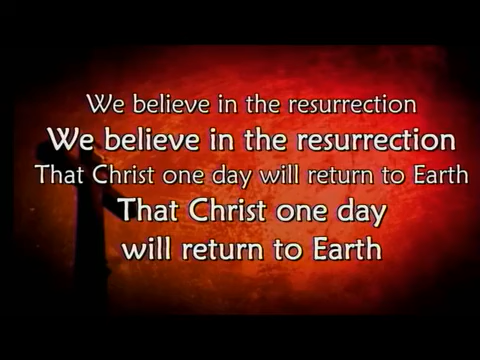 We believe in the resurrection
We believe in the resurrection
That Christ one day will return to Earth
That Christ one day
will return to Earth